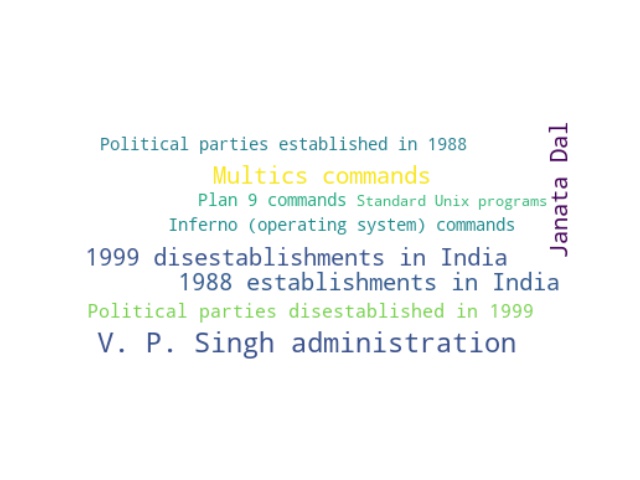 Political parties established in 1988
Multics commands
Plan 9 commands
Standard Unix programs
Inferno (operating system) commands
1999 disestablishments in India
1988 establishments in India
Political parties disestablished in 1999
V. P. Singh administration
Janata Dal